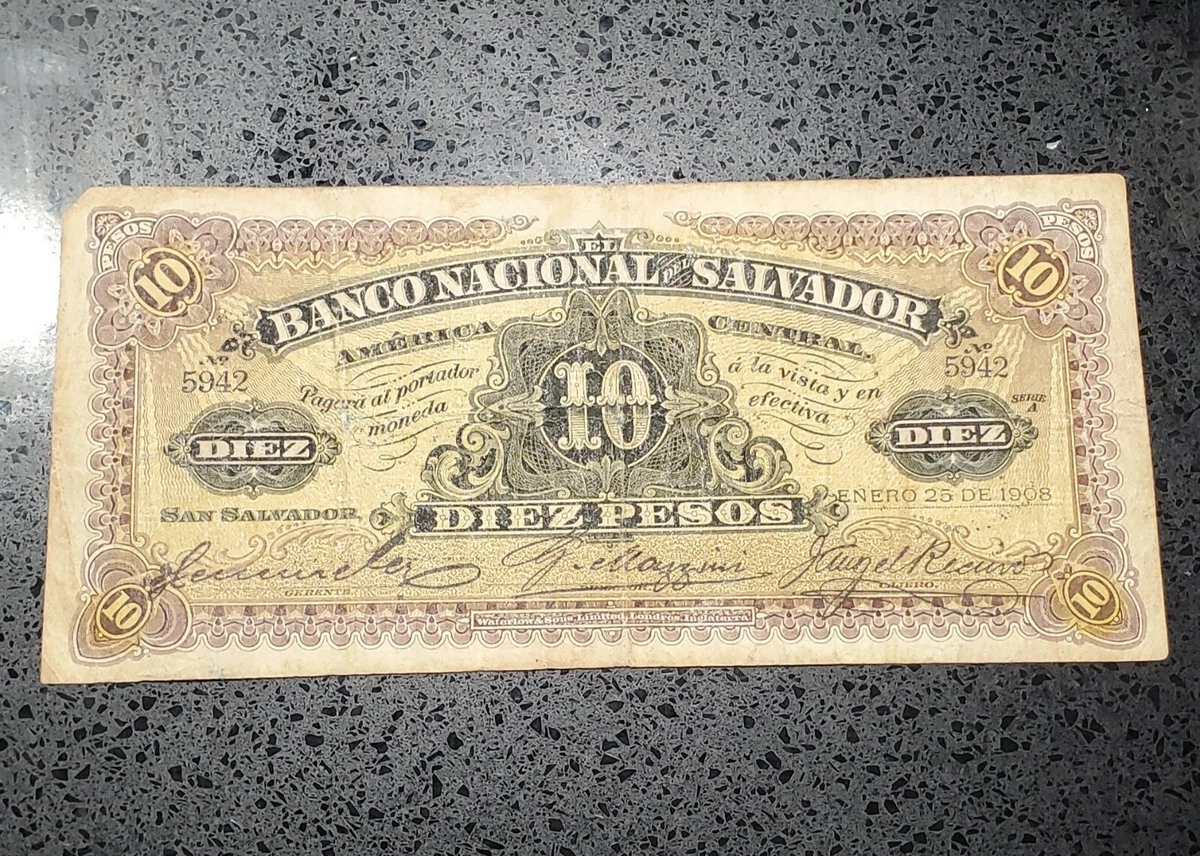 PESOS
PESOS
10
10
EL
BANCO NACIONAL DEL SALVADOR
AMÉRICA CENTRAL.
Nº 5942
Nº 5942
Pagará al portador á la vista y en
moneda efectiva
10
SERIE A
DIEZ
DIEZ
ENERO 25 DE 1908
SAN SALVADOR,
DIEZ PESOS
GERENTE
CAJERO.
10
10
Waterlow & Sons, Limited, Londres, Inglaterra